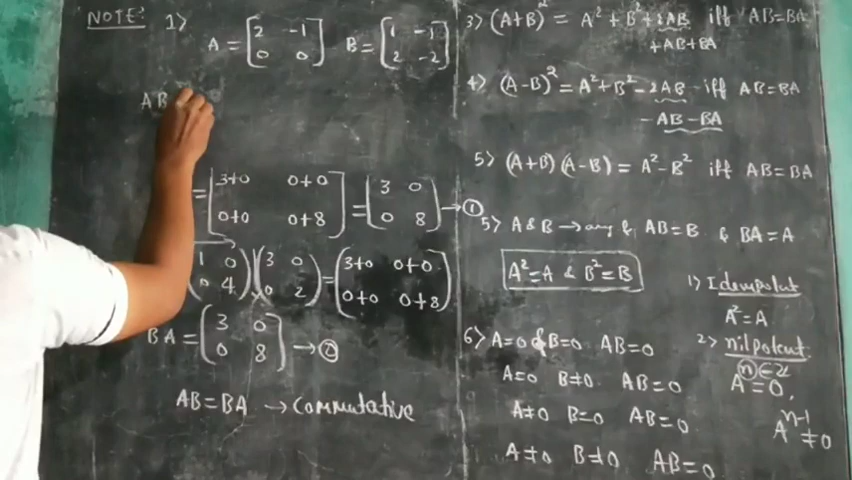 NOTE: 1>
A = [2 -1
0 0] B = [1 -1
2 -2]
AB
= [3+0 0+0
0+0 0+8] = [3 0
0 8] → ①
(1 0
0 4)(3 0
0 2) = (3+0 0+0
0+0 0+8)
BA = (3 0
0 8) → ②
AB = BA → Commutative
3> (A+B)² = A² + B² + 2AB iff AB=BA
+AB+BA
4> (A-B)² = A² + B² - 2AB iff AB=BA
- AB - BA
5> (A+B) (A-B) = A² - B² iff AB=BA
5> A & B → any & AB=B & BA=A
A²=A & B²=B
1> Idempotent
A²=A
2> nilpotent
n
A = 0,
n-1
A ≠0
6> A=0 & B=0 AB=0
A=0 B≠0 AB=0
A≠0 B=0 AB=0
A≠0 B≠0 AB=0